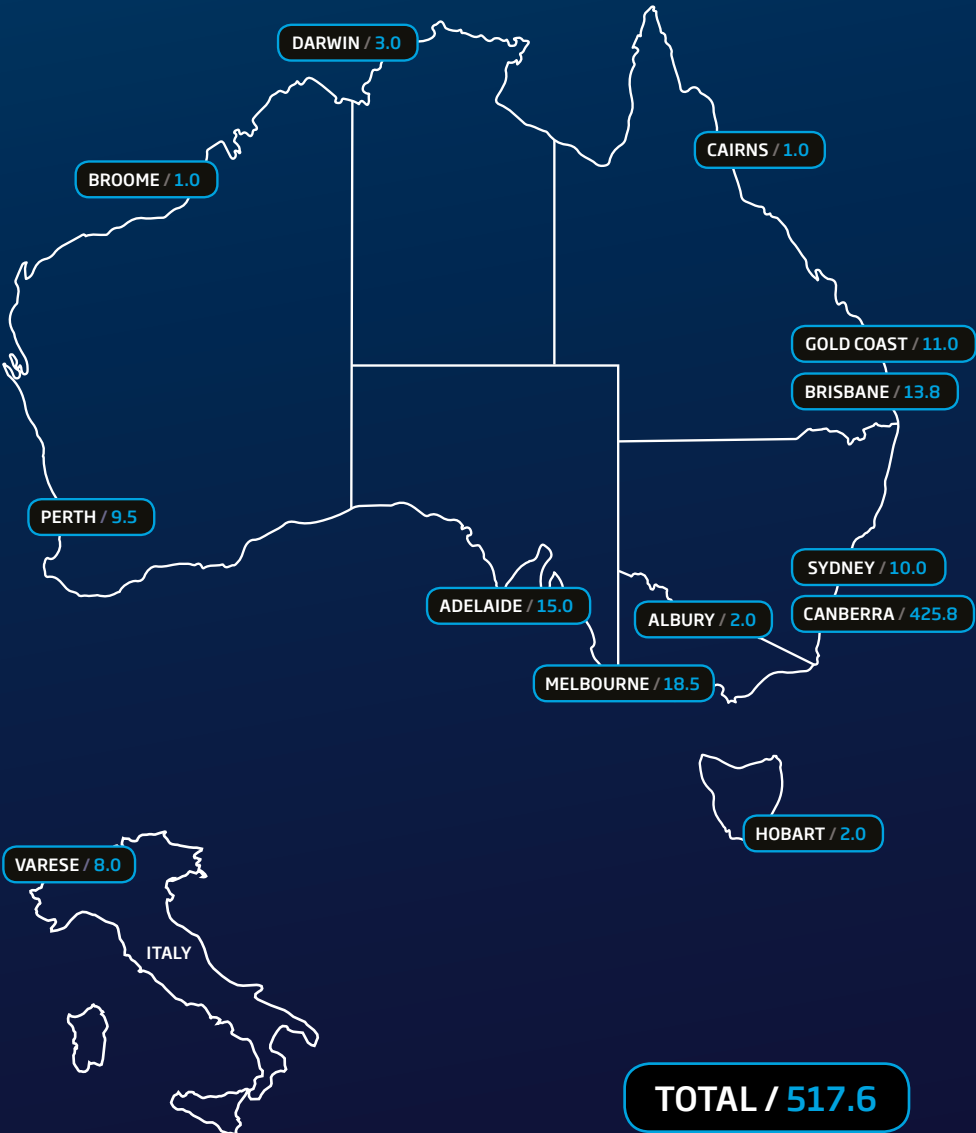 DARWIN / 3.0
CAIRNS / 1.0
BROOME / 1.0
GOLD COAST / 11.0
BRISBANE / 13.8
PERTH / 9.5
SYDNEY / 10.0
ADELAIDE / 15.0
ALBURY / 2.0
CANBERRA / 425.8
MELBOURNE / 18.5
HOBART / 2.0
VARESE / 8.0
ITALY
TOTAL / 517.6